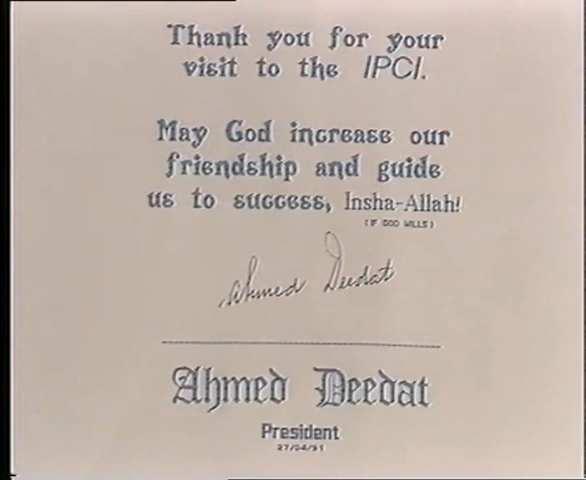 Thank you for your
visit to the IPCI.
May God increase our
friendship and guide
us to success, Insha-Allah!
(IF GOD WILLS)
Ahmed Deedat
Ahmed Deedat
President
27/04/91